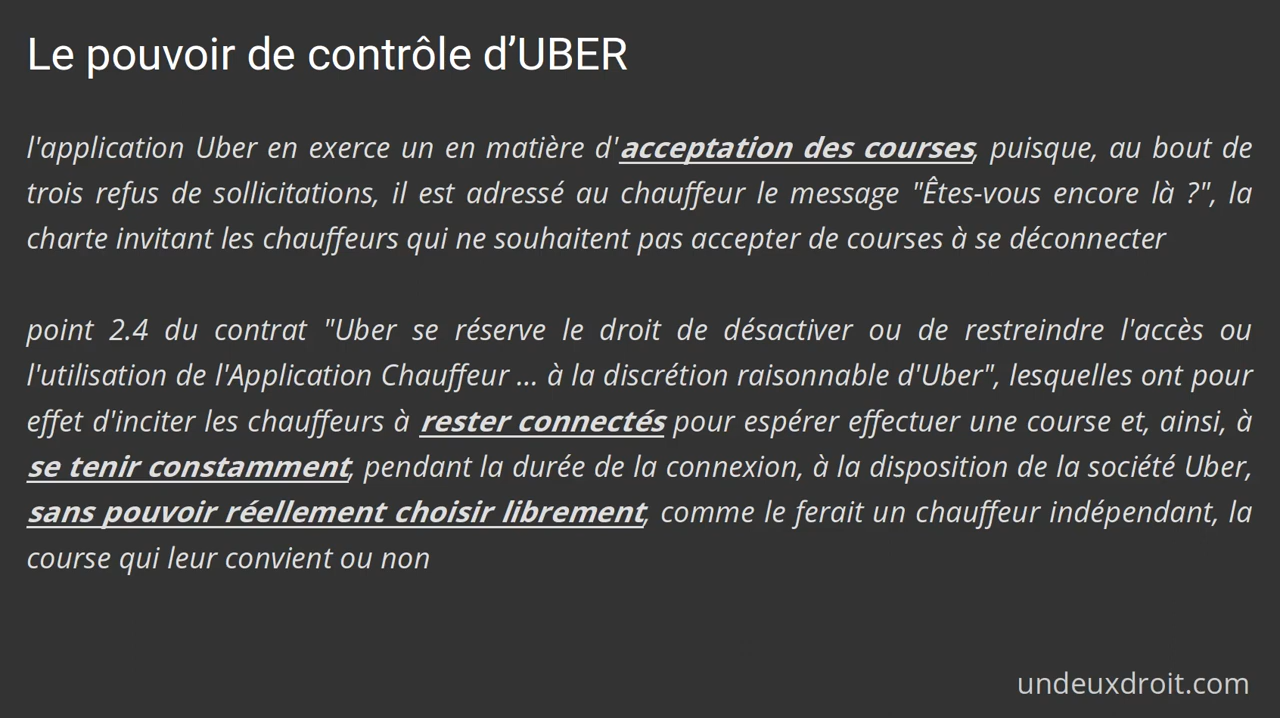 Le pouvoir de contrôle d’UBER
l'application Uber en exerce un en matière d'acceptation des courses, puisque, au bout de
trois refus de sollicitations, il est adressé au chauffeur le message "Êtes-vous encore là ?", la
charte invitant les chauffeurs qui ne souhaitent pas accepter de courses à se déconnecter
point 2.4 du contrat "Uber se réserve le droit de désactiver ou de restreindre l'accès ou
l'utilisation de l'Application Chauffeur ... à la discrétion raisonnable d'Uber", lesquelles ont pour
effet d'inciter les chauffeurs à rester connectés pour espérer effectuer une course et, ainsi, à
se tenir constamment, pendant la durée de la connexion, à la disposition de la société Uber,
sans pouvoir réellement choisir librement, comme le ferait un chauffeur indépendant, la
course qui leur convient ou non
undeuxdroit.com